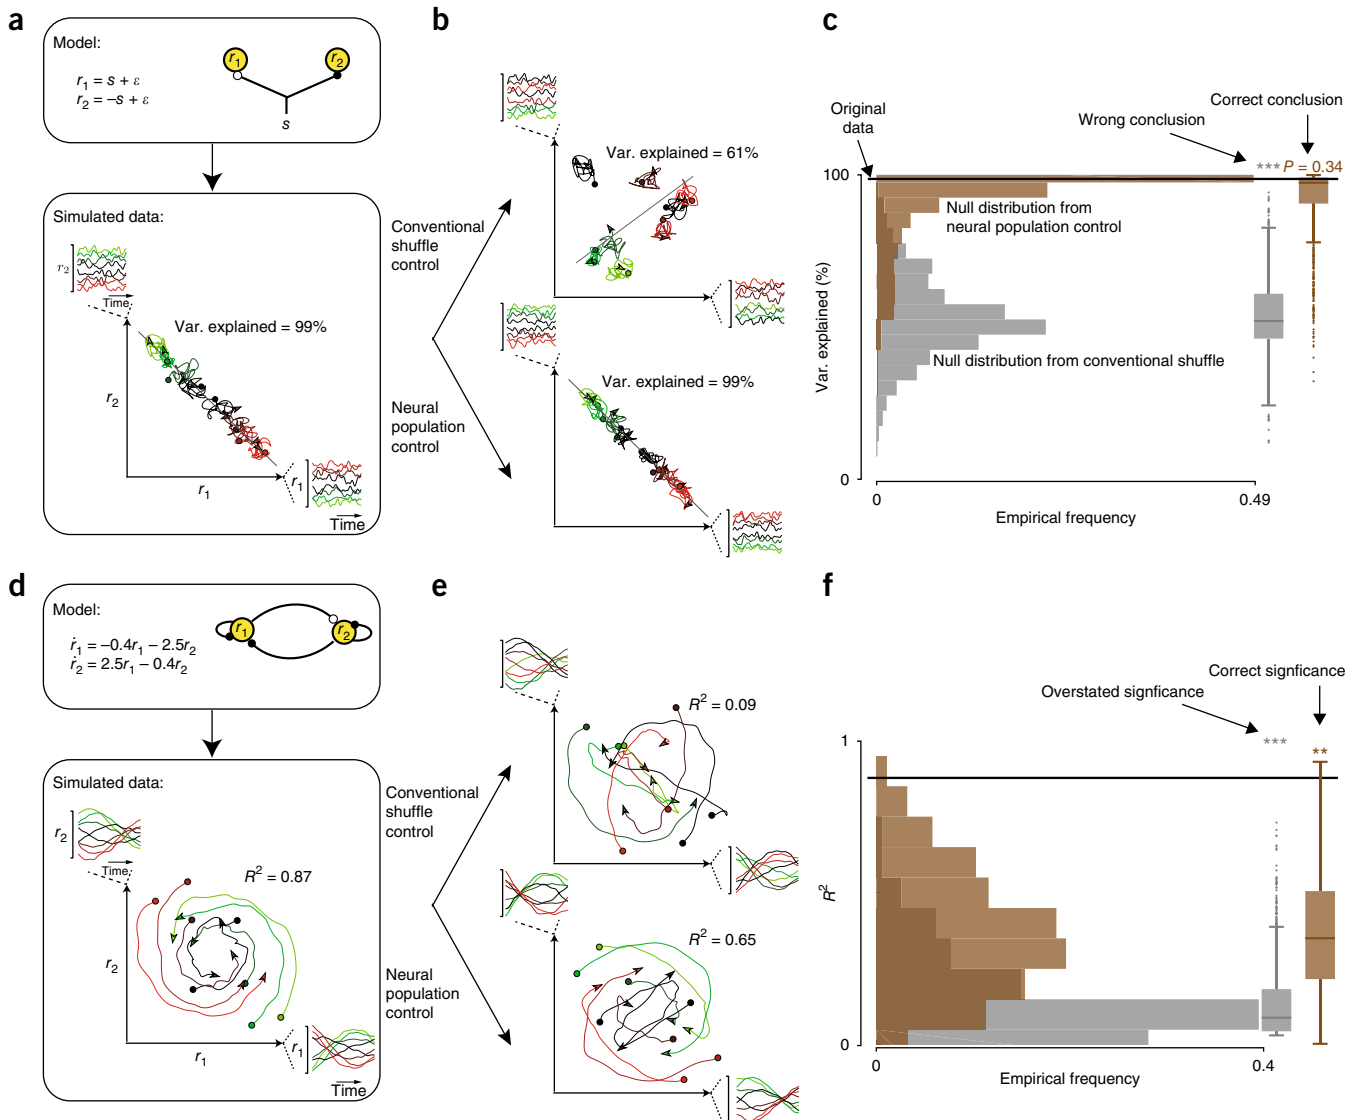 a
Model:
r1 = s + ε
r2 = –s + ε
r1
r2
s
Simulated data:
r2
Time
Var. explained = 99%
r2
r1
r1
Time
b
Conventional
shuffle
control
Neural
population
control
Var. explained = 61%
Var. explained = 99%
c
Original
data
Wrong conclusion
Correct conclusion
*** P = 0.34
100
Null distribution from
neural population control
Var. explained (%)
Null distribution from conventional shuffle
0
0
0.49
Empirical frequency
d
Model:
ṙ1 = –0.4r1 – 2.5r2
ṙ2 = 2.5r1 – 0.4r2
r1
r2
Simulated data:
r2
Time
R2 = 0.87
r2
r1
r1
Time
e
Conventional
shuffle
control
Neural
population
control
R2 = 0.09
R2 = 0.65
f
Correct signficance
Overstated signficance
*** **
1
R2
0
0
0.4
Empirical frequency